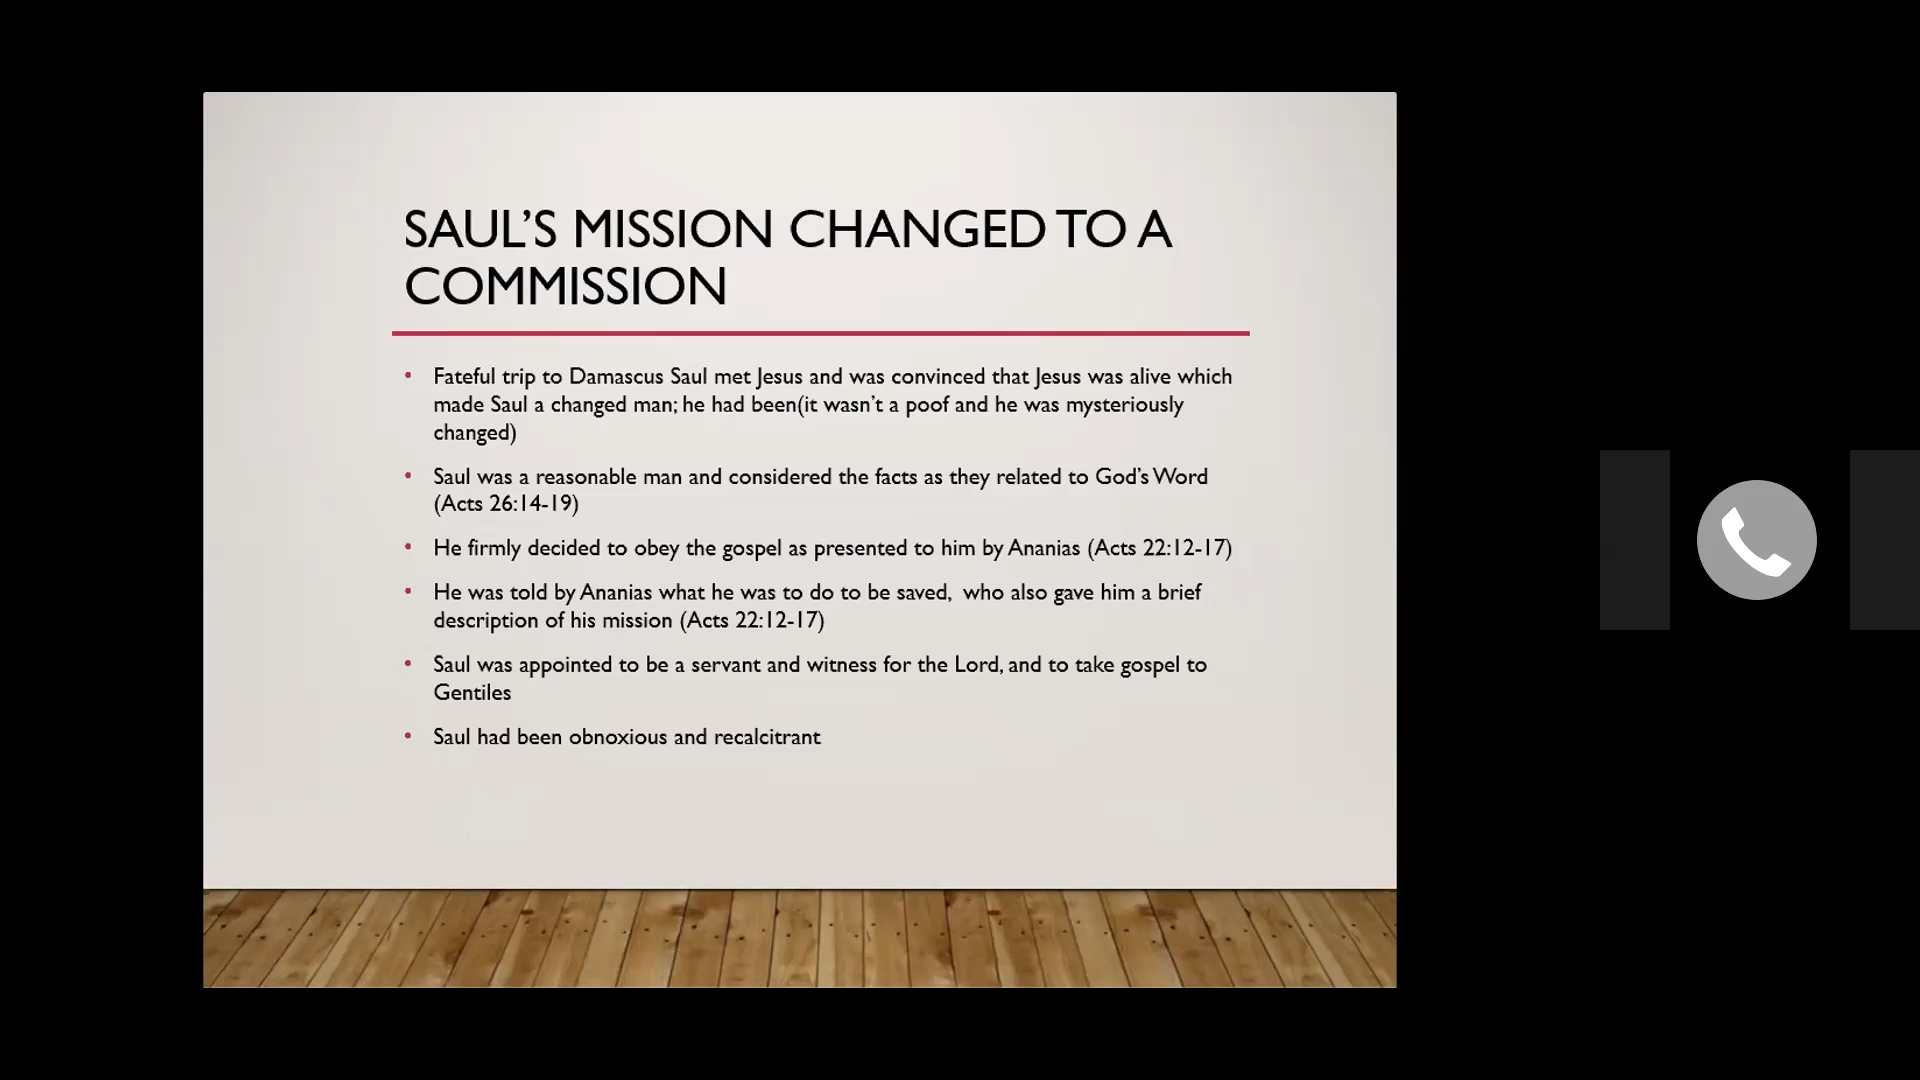 SAUL’S MISSION CHANGED TO A
COMMISSION
• Fateful trip to Damascus Saul met Jesus and was convinced that Jesus was alive which
made Saul a changed man; he had been(it wasn’t a poof and he was mysteriously
changed)
• Saul was a reasonable man and considered the facts as they related to God’s Word
(Acts 26:14-19)
• He firmly decided to obey the gospel as presented to him by Ananias (Acts 22:12-17)
• He was told by Ananias what he was to do to be saved,  who also gave him a brief
description of his mission (Acts 22:12-17)
• Saul was appointed to be a servant and witness for the Lord, and to take gospel to
Gentiles
• Saul had been obnoxious and recalcitrant